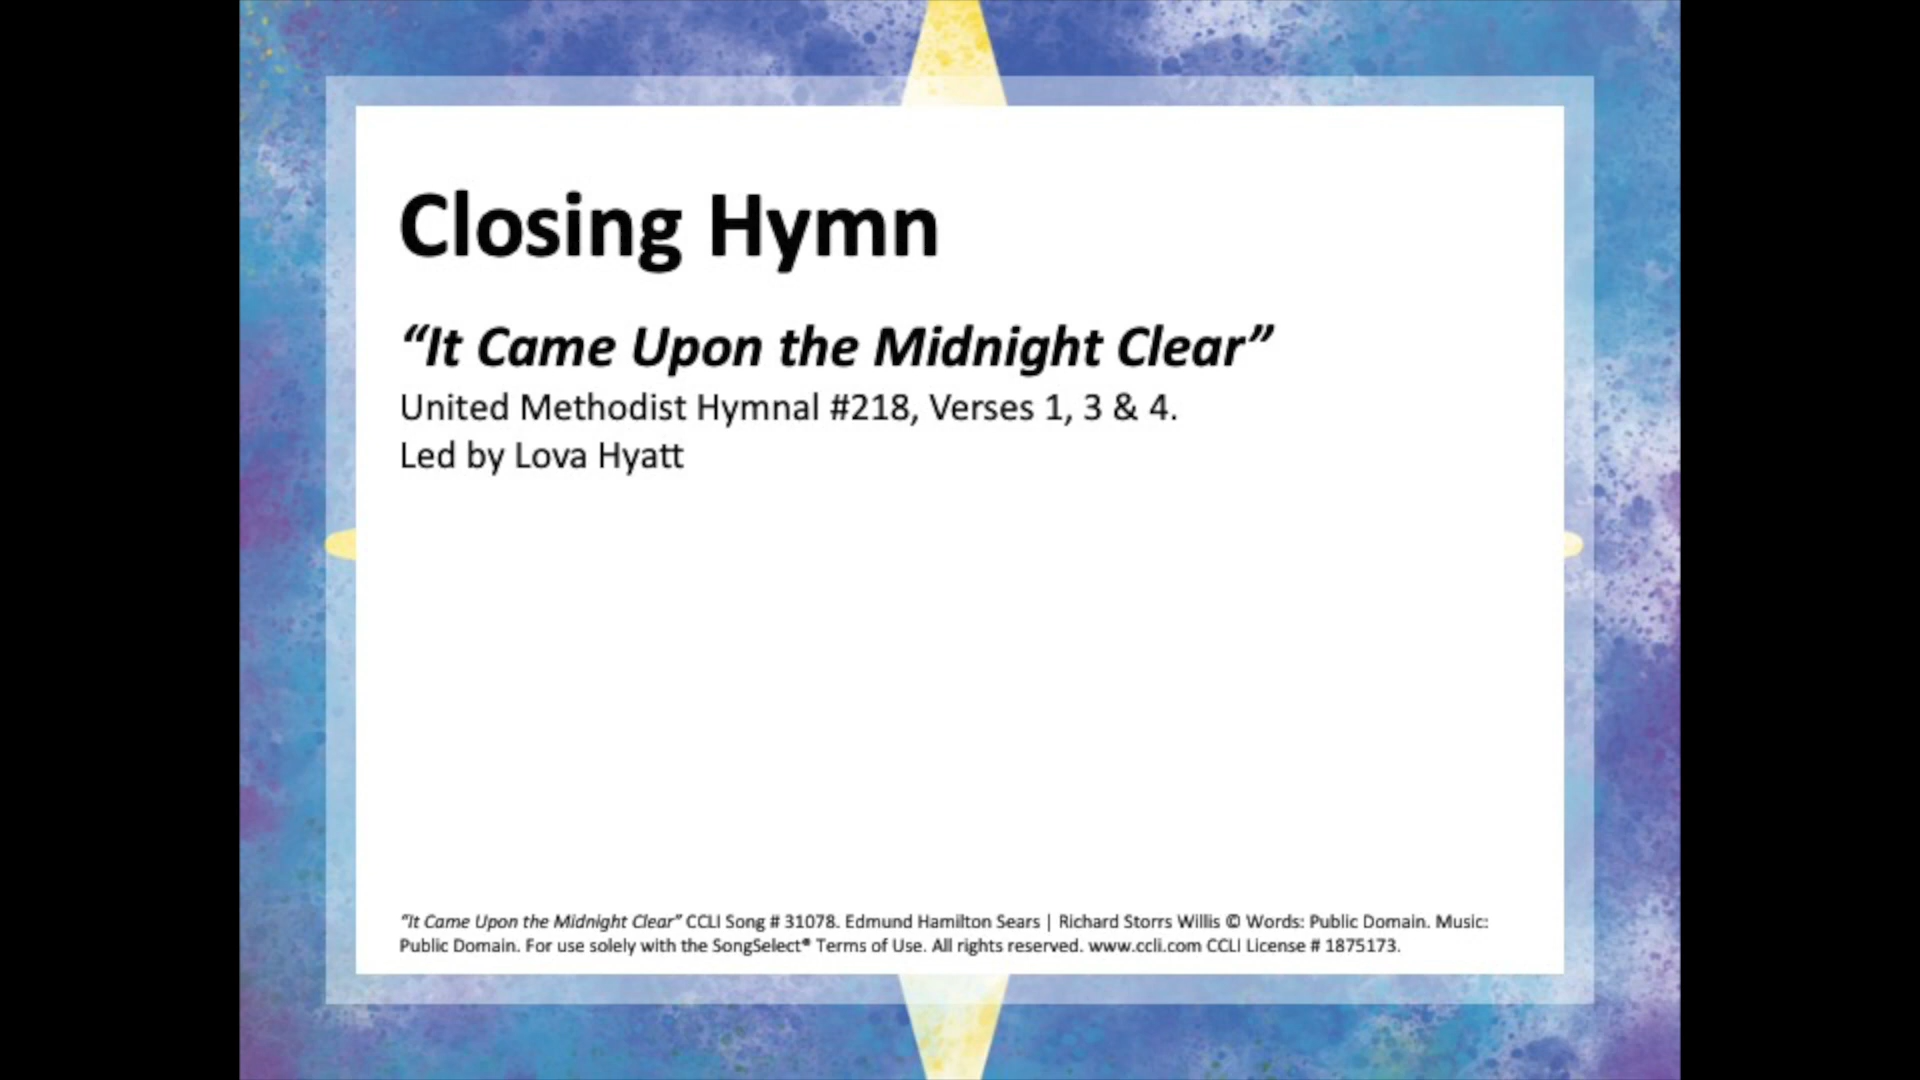 Closing Hymn
“It Came Upon the Midnight Clear”
United Methodist Hymnal #218, Verses 1, 3 & 4.
Led by Lova Hyatt
“It Came Upon the Midnight Clear” CCLI Song # 31078. Edmund Hamilton Sears | Richard Storrs Willis © Words: Public Domain. Music:
Public Domain. For use solely with the SongSelect® Terms of Use. All rights reserved. www.ccli.com CCLI License # 1875173.